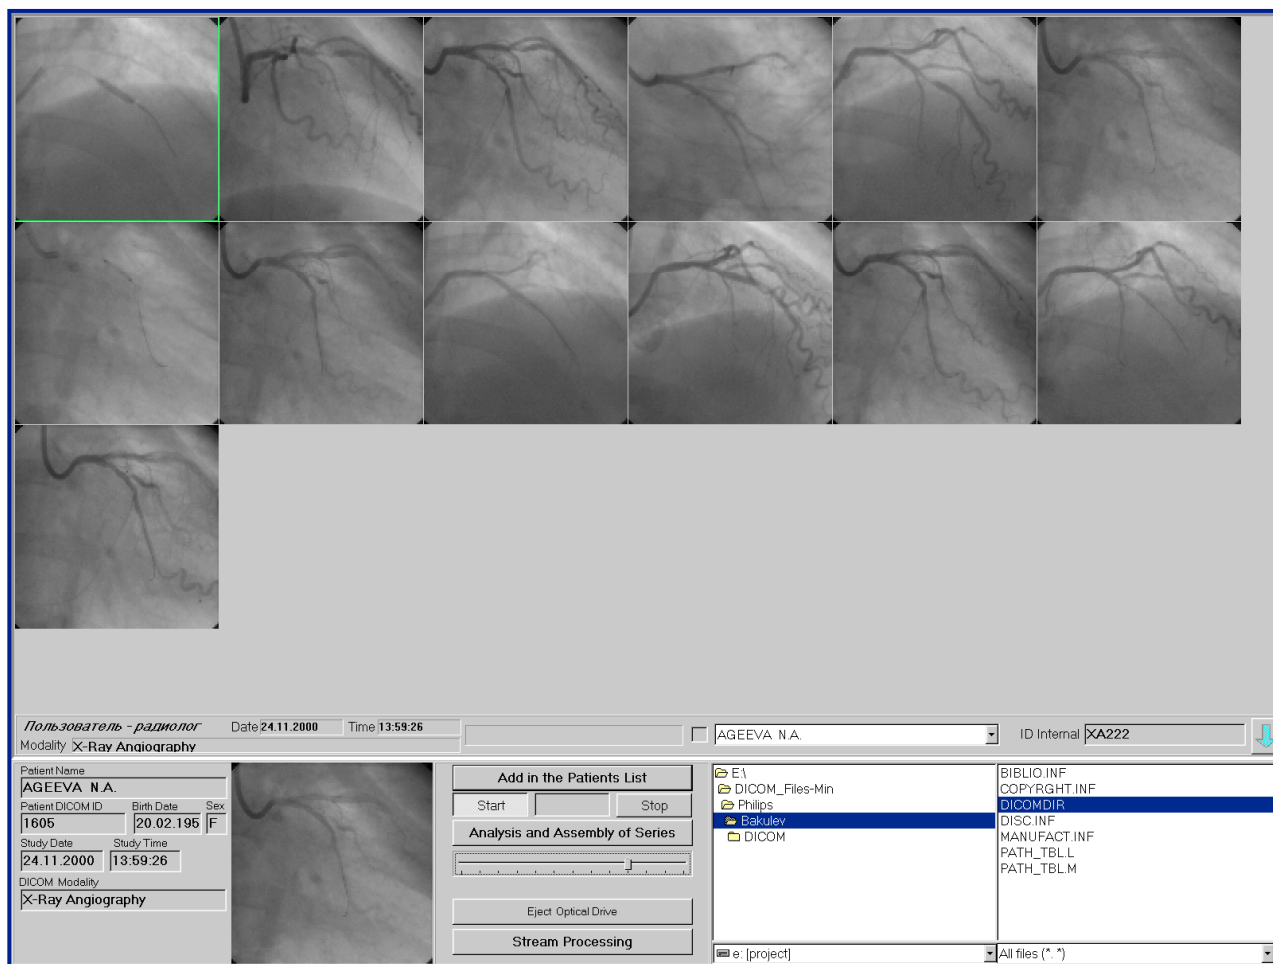 Пользователь - радиолог Date 24.11.2000 Time 13:59:26
AGEEVA N.A. ID Internal XA222
Modality X-Ray Angiography
Patient Name
AGEEVA N.A.
Patient DICOM ID Birth Date Sex
1605 20.02.195 F
Study Date Study Time
24.11.2000 13:59:26
DICOM Modality
X-Ray Angiography
Add in the Patients List
Start Stop
Analysis and Assembly of Series
Eject Optical Drive
Stream Processing
E:\
DICOM_Files-Min
Philips
Bakulev
DICOM
e: [project]
BIBLIO.INF
COPYRGHT.INF
DICOMDIR
DISC.INF
MANUFACT.INF
PATH_TBL.L
PATH_TBL.M
All files (*. *)